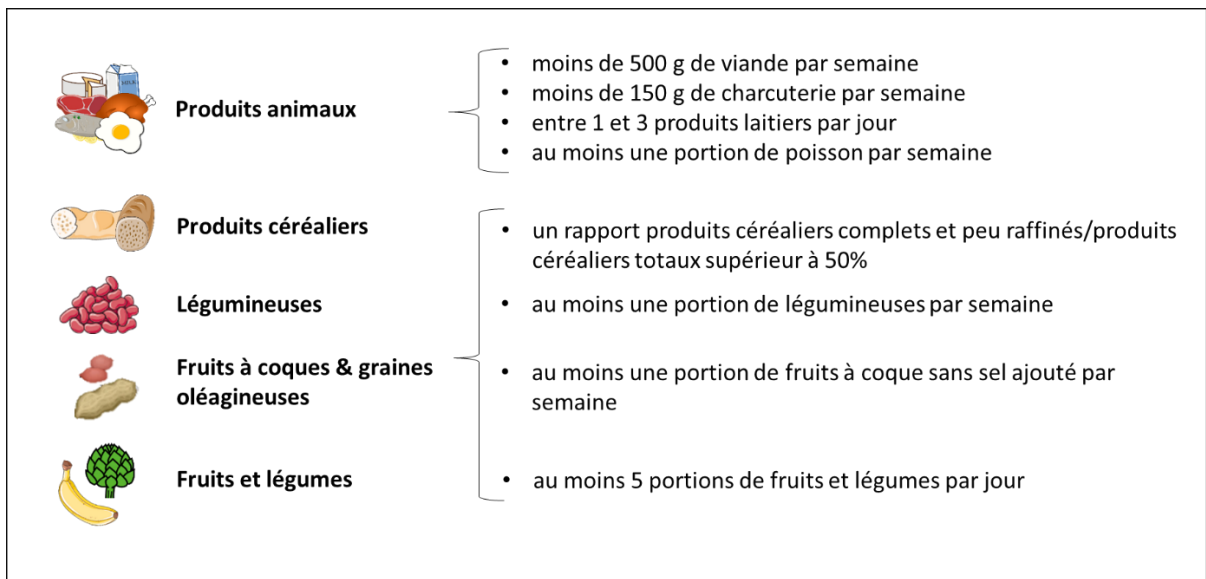 Produits animaux
• moins de 500 g de viande par semaine
• moins de 150 g de charcuterie par semaine
• entre 1 et 3 produits laitiers par jour
• au moins une portion de poisson par semaine
Produits céréaliers
• un rapport produits céréaliers complets et peu raffinés/produits
céréaliers totaux supérieur à 50%
Légumineuses
• au moins une portion de légumineuses par semaine
Fruits à coques & graines
oléagineuses
• au moins une portion de fruits à coque sans sel ajouté par
semaine
Fruits et légumes
• au moins 5 portions de fruits et légumes par jour